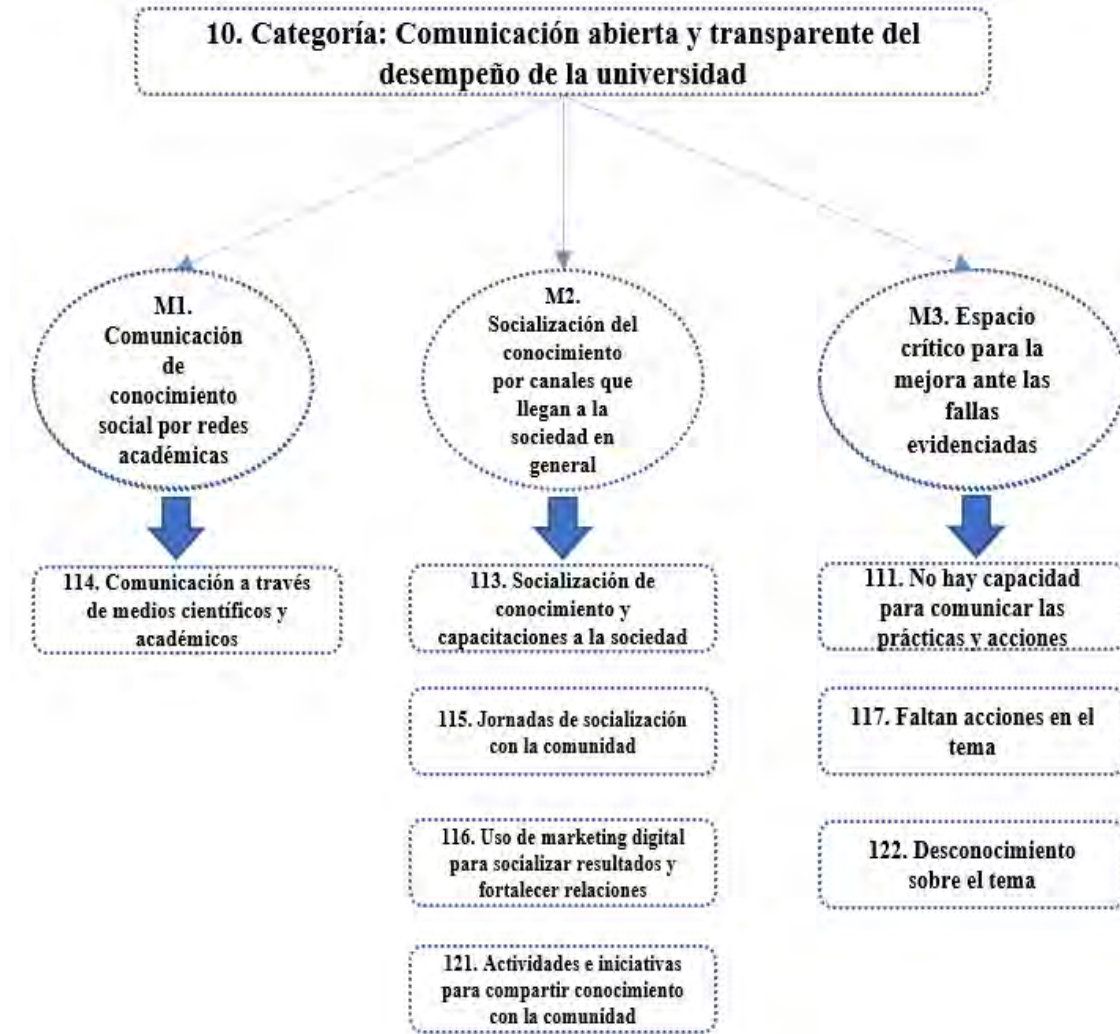 10. Categoría: Comunicación abierta y transparente del
desempeño de la universidad
M1.
Comunicación
de
conocimiento
social por redes
académicas
114. Comunicación a través
de medios científicos y
académicos
M2.
Socialización del
conocimiento
por canales que
llegan a la
sociedad en
general
113. Socialización de
conocimiento y
capacitaciones a la sociedad
115. Jornadas de socialización
con la comunidad
116. Uso de marketing digital
para socializar resultados y
fortalecer relaciones
121. Actividades e iniciativas
para compartir conocimiento
con la comunidad
M3. Espacio
crítico para la
mejora ante las
fallas
evidenciadas
111. No hay capacidad
para comunicar las
prácticas y acciones
117. Faltan acciones en el
tema
122. Desconocimiento
sobre el tema